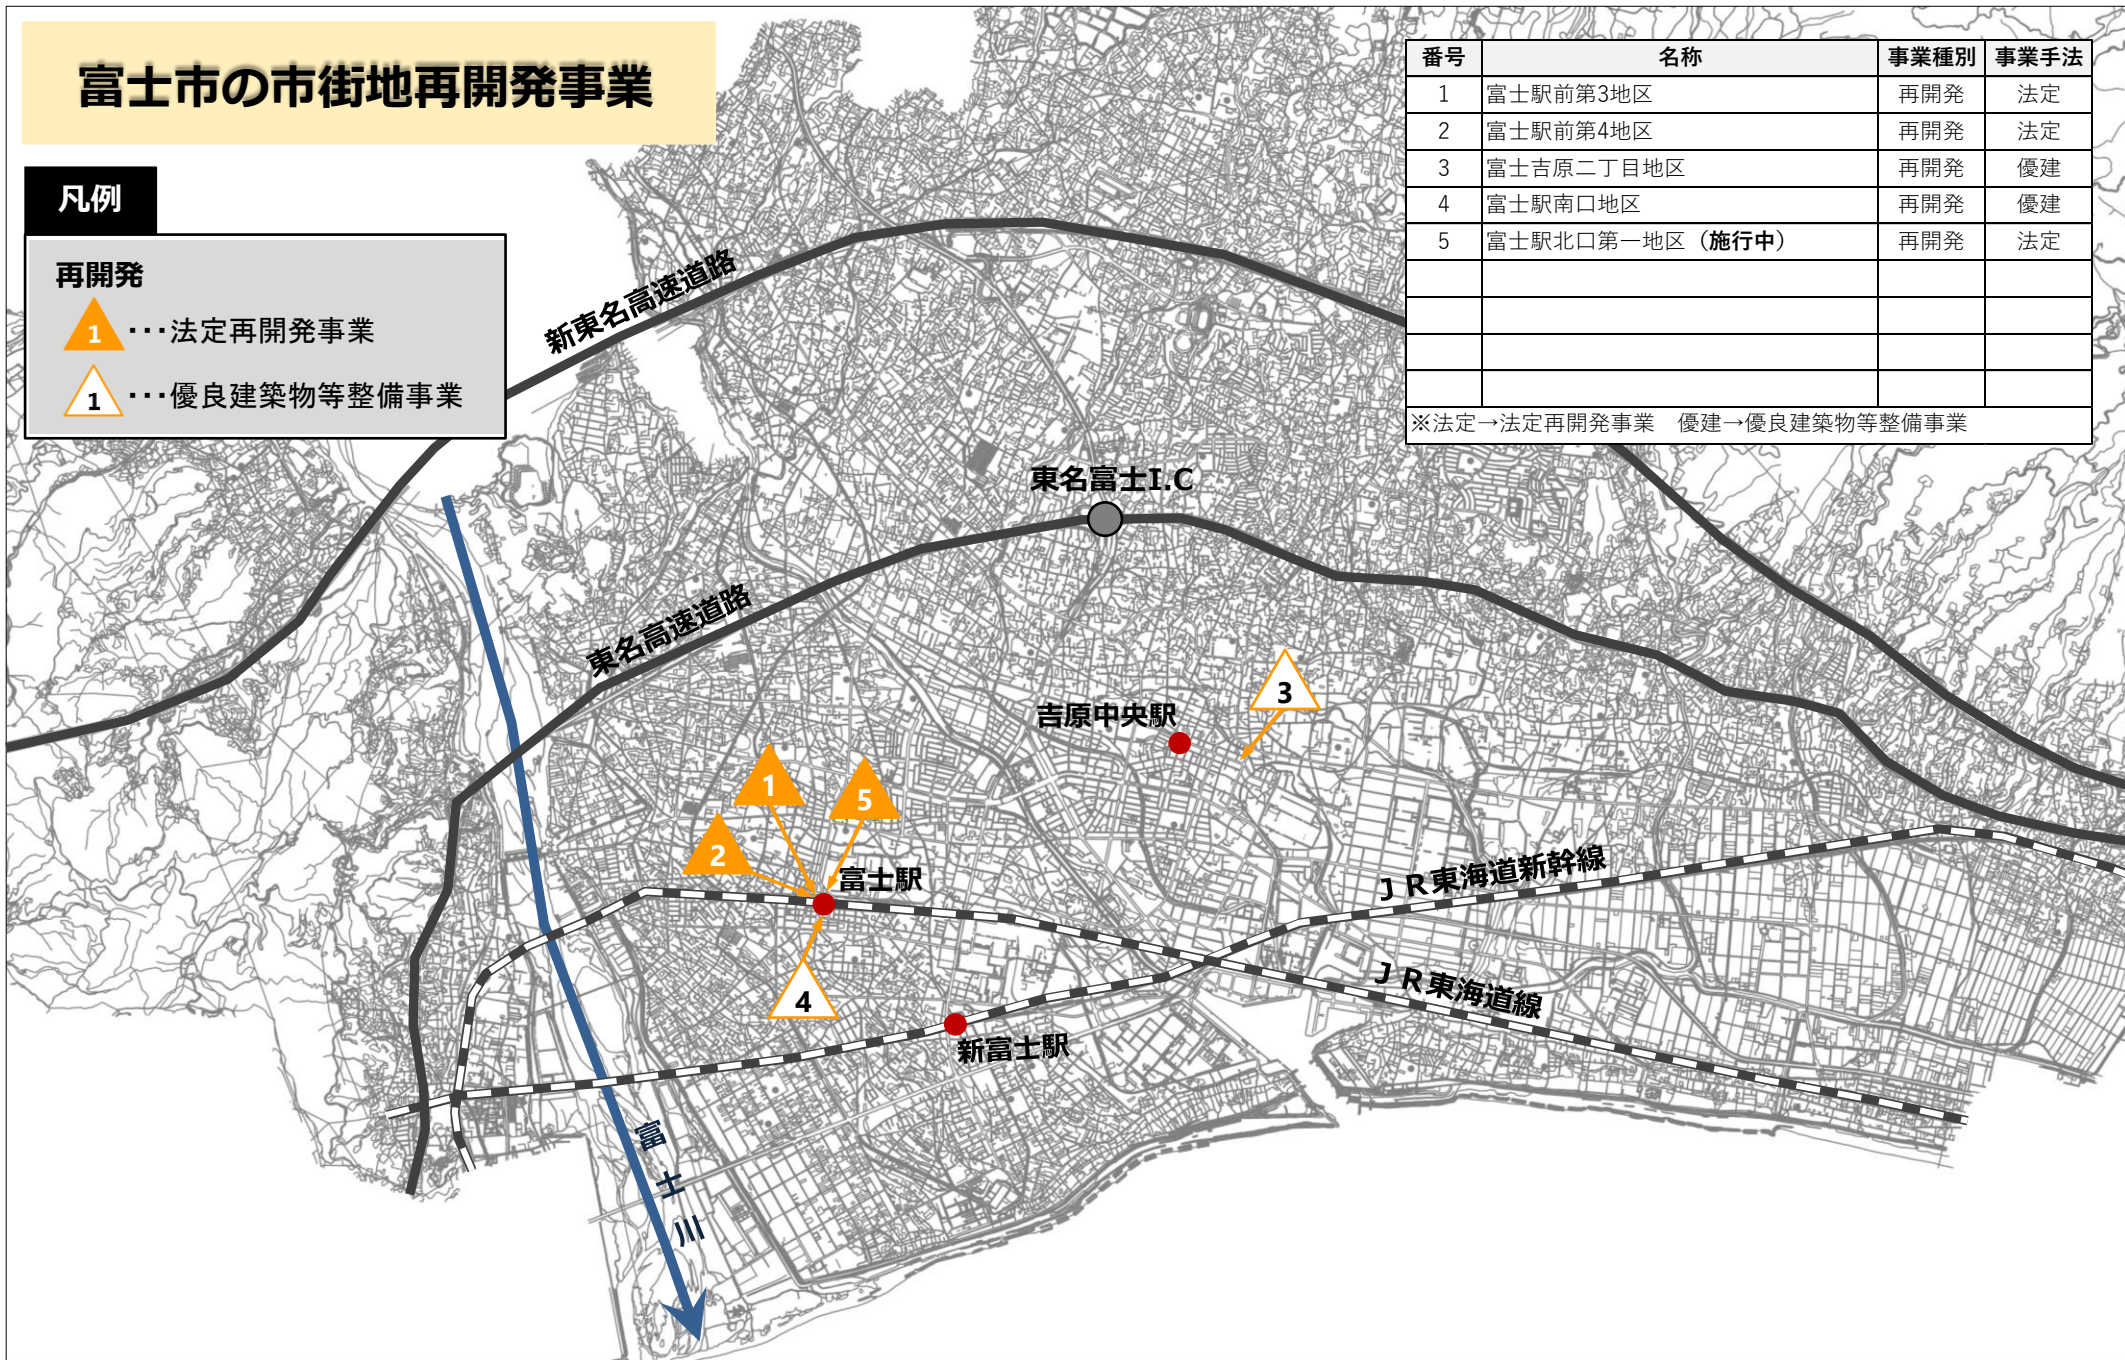 富士市の市街地再開発事業
凡例
再開発
1 ･･･法定再開発事業
1 ･･･優良建築物等整備事業
番号 名称 事業種別 事業手法
1 富士駅前第3地区 再開発 法定
2 富士駅前第4地区 再開発 法定
3 富士吉原二丁目地区 再開発 優建
4 富士駅南口地区 再開発 優建
5 富士駅北口第一地区（施行中） 再開発 法定
※法定→法定再開発事業　優建→優良建築物等整備事業
新東名高速道路
東名富士I.C
東名高速道路
3
吉原中央駅
1
5
2
富士駅
ＪＲ東海道新幹線
4
ＪＲ東海道線
新富士駅
富士川